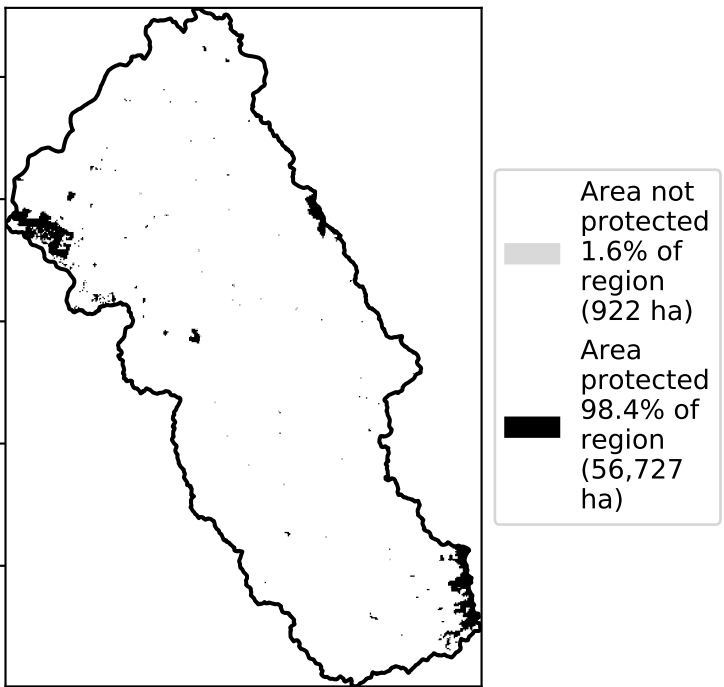 Area not
protected
1.6% of
region
(922 ha)
Area
protected
98.4% of
region
(56,727
ha)